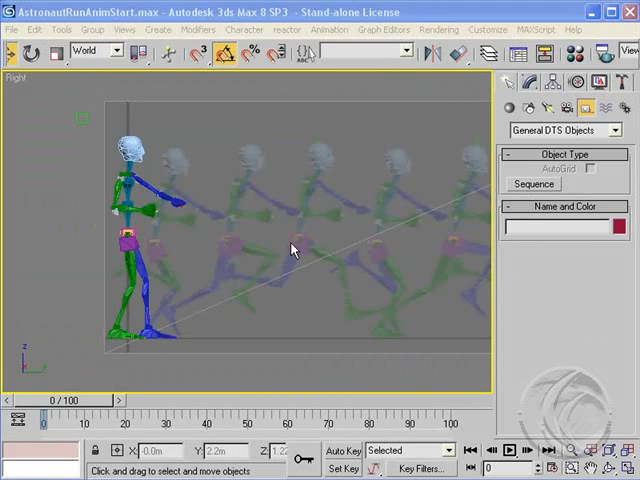 AstronautRunAnimStart.max - Autodesk 3ds Max 8 SP3 - Stand-alone License
File Edit Tools Group Views Create Modifiers Character reactor Animation Graph Editors Rendering Customize MAXScript Help
World
View
Right
General DTS Objects
- Object Type
AutoGrid
Sequence
- Name and Color
z
0 / 100
0 10 20 30 40 50 60 70 80 90 100
X: -0.0m Y: 2.2m Z: 1.22
Auto Key Selected
Click and drag to select and move objects
Set Key Key Filters... 0